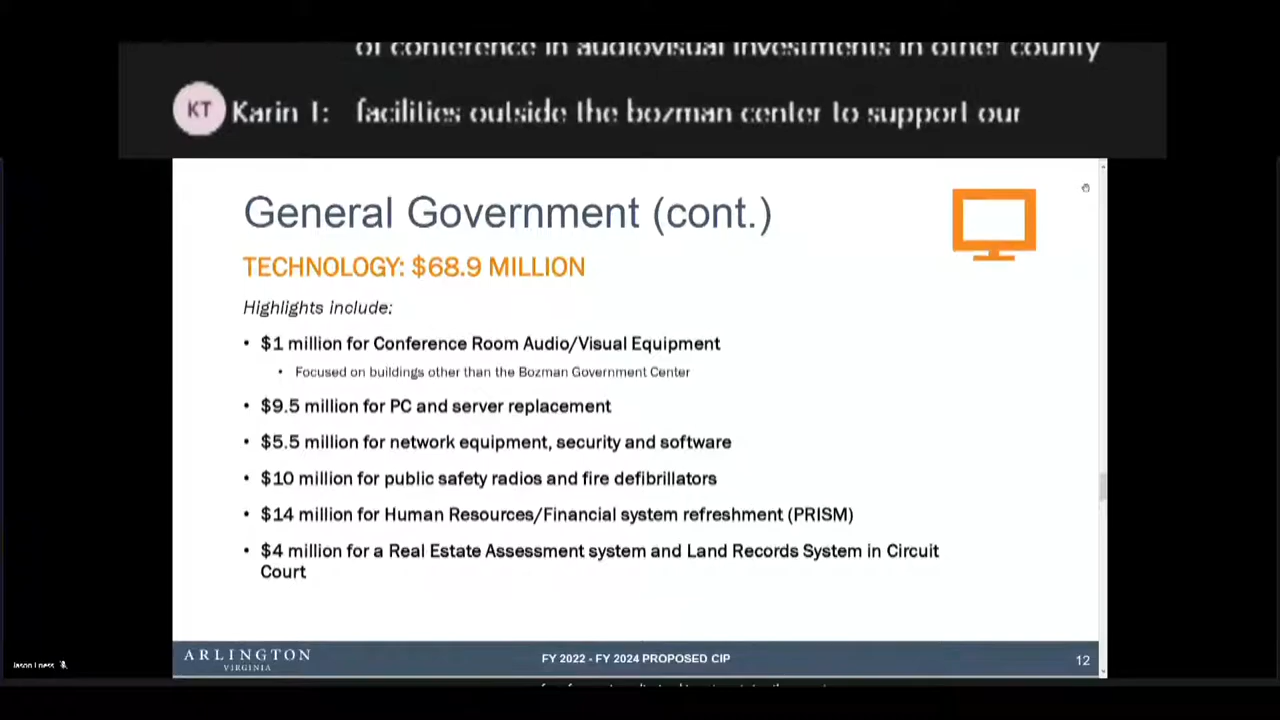 of conference in audiovisual investments in other county
KT Karin T: facilities outside the bozman center to support our
General Government (cont.)
TECHNOLOGY: $68.9 MILLION
Highlights include:
• $1 million for Conference Room Audio/Visual Equipment
• Focused on buildings other than the Bozman Government Center
• $9.5 million for PC and server replacement
• $5.5 million for network equipment, security and software
• $10 million for public safety radios and fire defibrillators
• $14 million for Human Resources/Financial system refreshment (PRISM)
• $4 million for a Real Estate Assessment system and Land Records System in Circuit
Court
ARLINGTON
VIRGINIA
FY 2022 - FY 2024 PROPOSED CIP
12
Jason